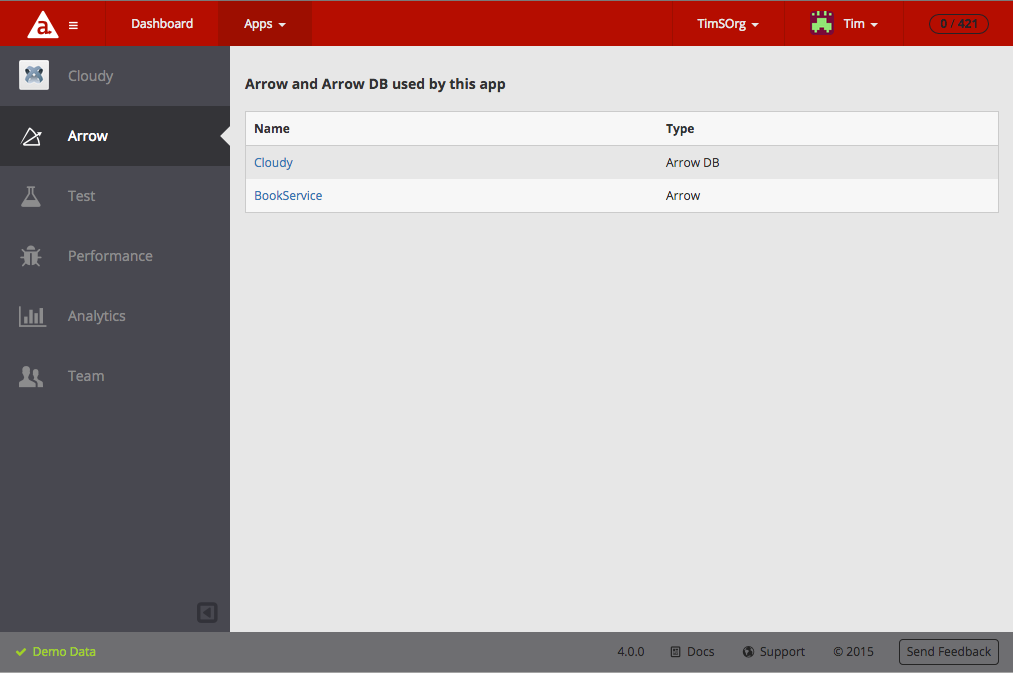 a
Dashboard
Apps
TimSOrg
Tim
0 / 421
Cloudy
Arrow
Test
Performance
Analytics
Team
Arrow and Arrow DB used by this app
Name Type
Cloudy Arrow DB
BookService Arrow
Demo Data
4.0.0
Docs
Support
© 2015
Send Feedback